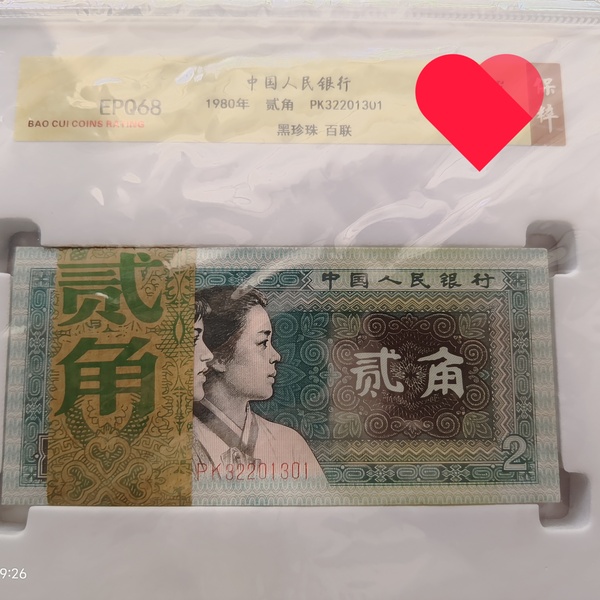 中国人民银行
EPQ68
1980年 贰角 PK32201301
保粹
BAO CUI COINS RATING
黑珍珠 百联
中国人民银行
贰角
贰角
PK32201301
2
9:26